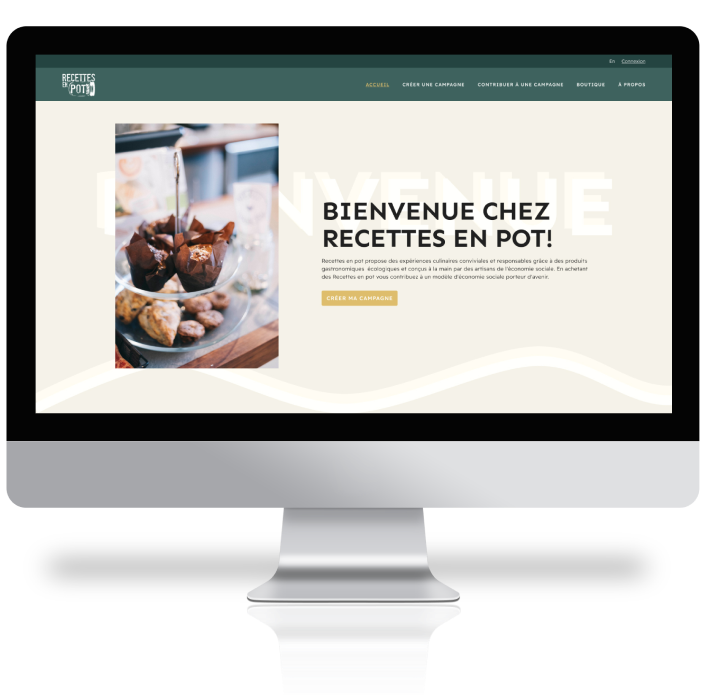 En Connexion
RECETTES
EN POT!
ACCUEIL CRÉER UNE CAMPAGNE CONTRIBUER À UNE CAMPAGNE BOUTIQUE À PROPOS
BIENVENUE
BIENVENUE CHEZ
RECETTES EN POT!
Recettes en pot propose des expériences culinaires conviviales et responsables grâce à des produits
gastronomiques écologiques et conçus à la main par des artisans de l'économie sociale. En achetant
des Recettes en pot vous contribuez à un modèle d'économie sociale porteur d'avenir.
CRÉER MA CAMPAGNE